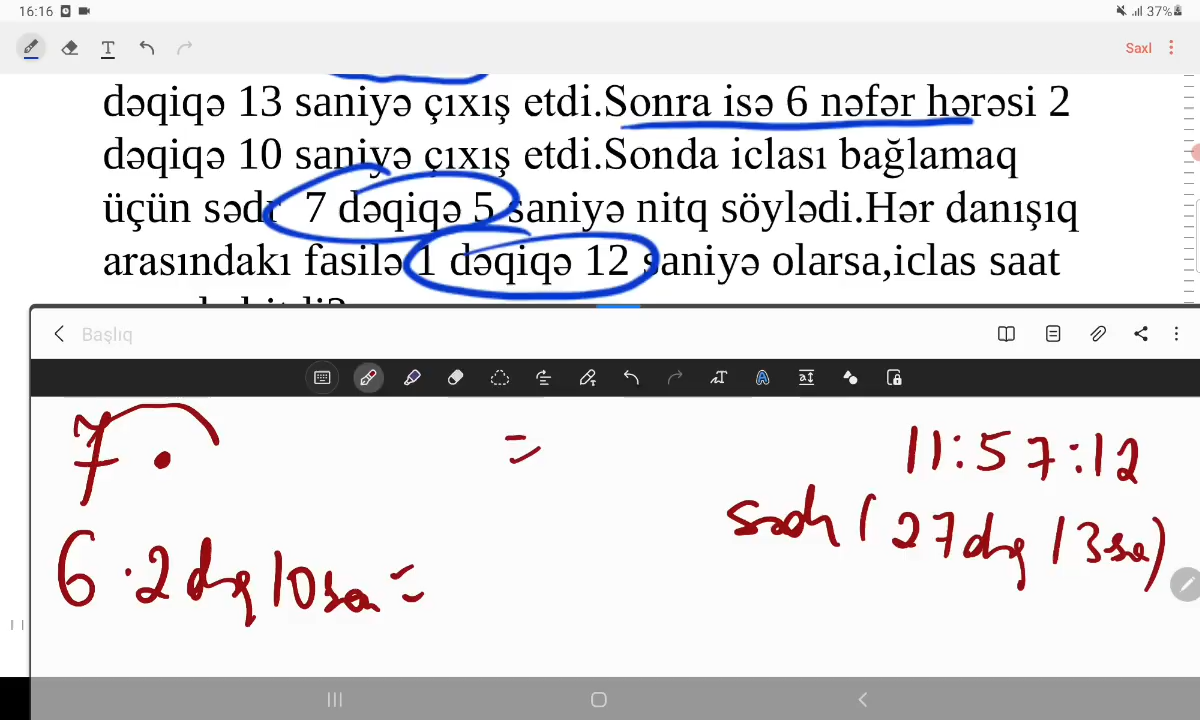 16:16 37%
Saxl
dəqiqə 13 saniyə çıxış etdi.Sonra isə 6 nəfər hərəsi 2
dəqiqə 10 saniyə çıxış etdi.Sonda iclası bağlamaq
üçün sədr 7 dəqiqə 5 saniyə nitq söylədi.Hər danışıq
arasındakı fasilə 1 dəqiqə 12 saniyə olarsa,iclas saat
Başlıq
7 . =
11:57:12
sədr (27dəq 13san)
6 . 2dəq 10san =